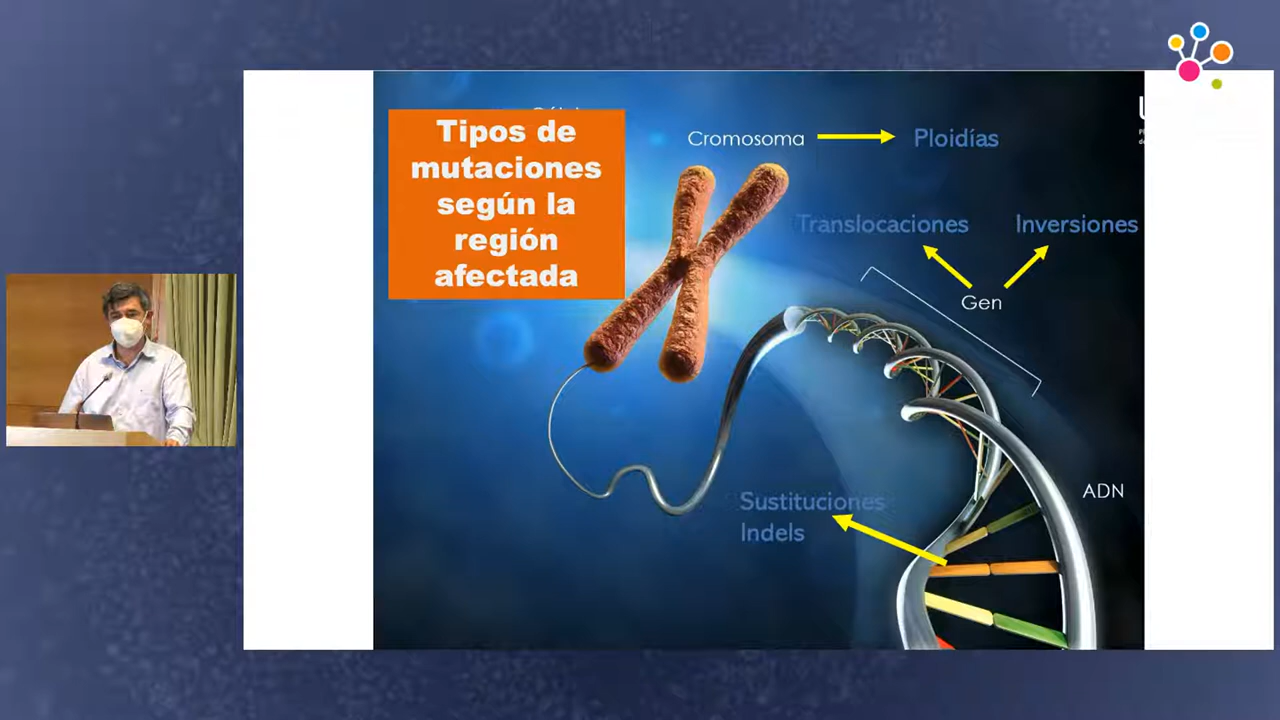 Tipos de
mutaciones
según la
región
afectada
Cromosoma
Ploidías
Translocaciones
Inversiones
Gen
ADN
Sustituciones
Indels